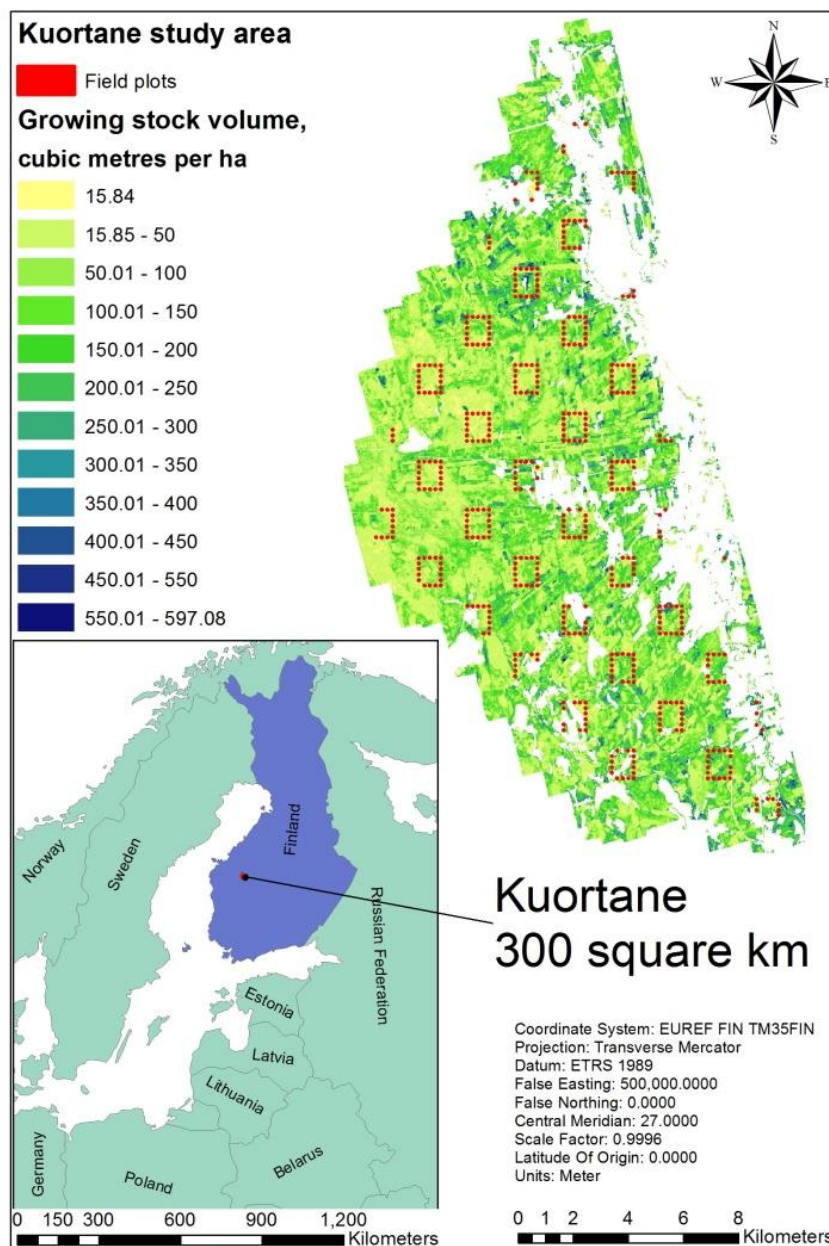 Kuortane study area
Field plots
Growing stock volume,
cubic metres per ha
15.84
15.85 - 50
50.01 - 100
100.01 - 150
150.01 - 200
200.01 - 250
250.01 - 300
300.01 - 350
350.01 - 400
400.01 - 450
450.01 - 550
550.01 - 597.08
N
W
E
S
Norway
Sweden
Finland
Russian Federation
Estonia
Latvia
Lithuania
Belarus
Poland
Germany
0 150 300 600 900 1,200
Kilometers
Kuortane
300 square km
Coordinate System: EUREF FIN TM35FIN
Projection: Transverse Mercator
Datum: ETRS 1989
False Easting: 500,000.0000
False Northing: 0.0000
Central Meridian: 27.0000
Scale Factor: 0.9996
Latitude Of Origin: 0.0000
Units: Meter
0 1 2 4 6 8
Kilometers